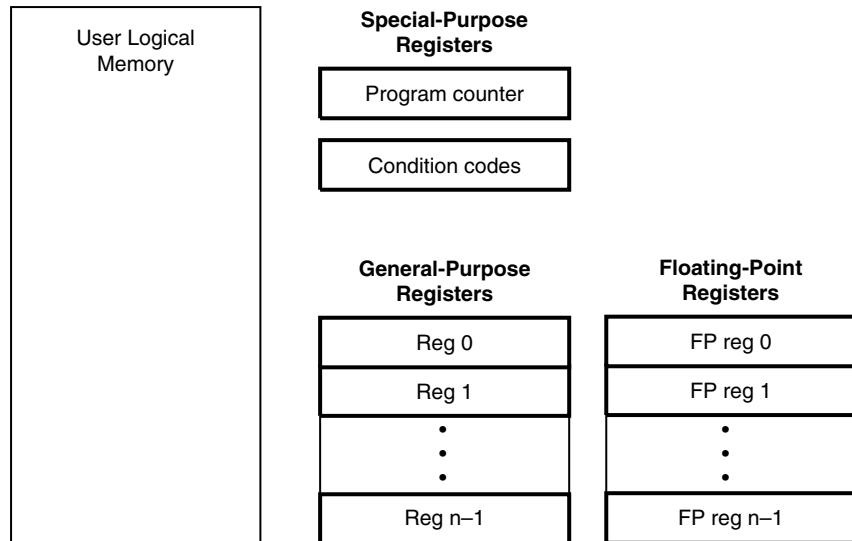 User Logical
Memory
Special-Purpose
Registers
Program counter
Condition codes
General-Purpose
Registers
Reg 0
Reg 1
Reg n–1
Floating-Point
Registers
FP reg 0
FP reg 1
FP reg n–1